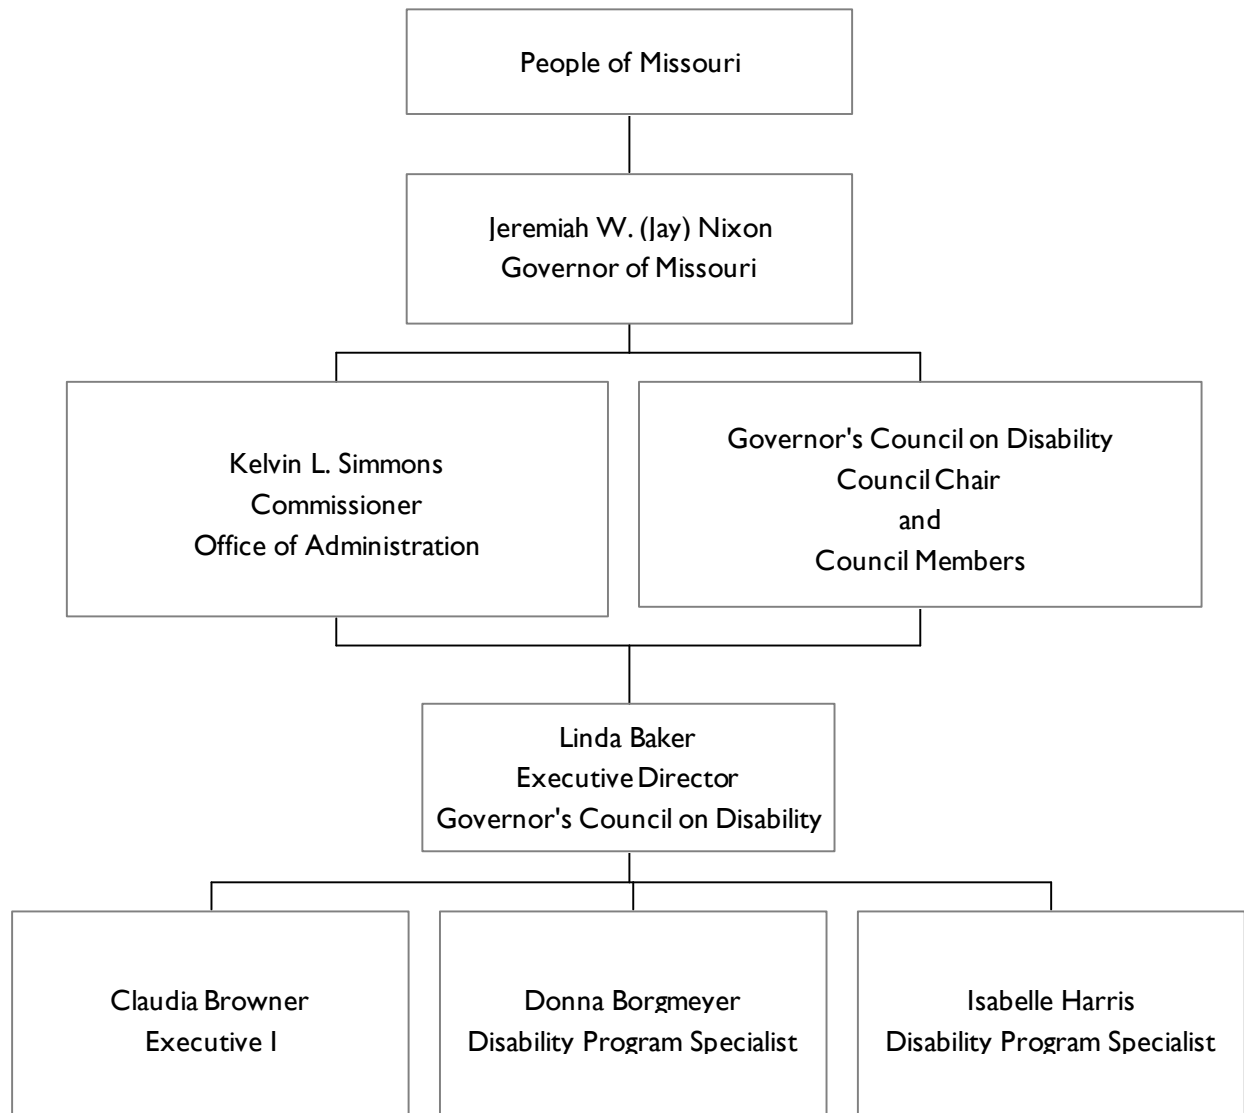 People of Missouri
Jeremiah W. (Jay) Nixon
Governor of Missouri
Kelvin L. Simmons
Commissioner
Office of Administration
Governor's Council on Disability
Council Chair
and
Council Members
Linda Baker
Executive Director
Governor's Council on Disability
Claudia Browner
Executive I
Donna Borgmeyer
Disability Program Specialist
Isabelle Harris
Disability Program Specialist